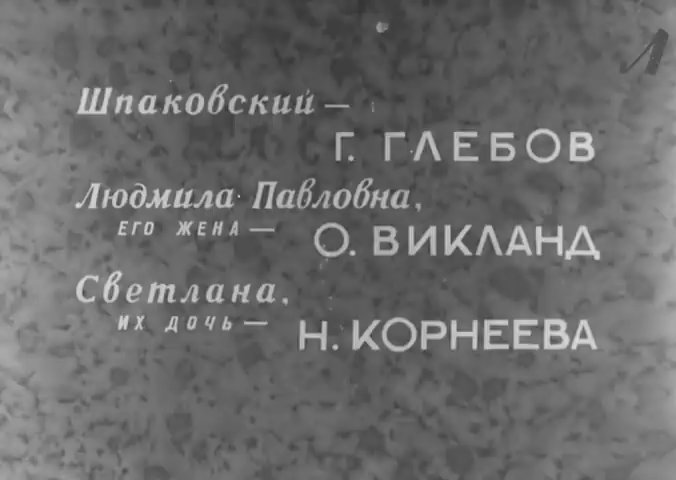 Шпаковский —
Г. ГЛЕБОВ
Людмила Павловна,
ЕГО ЖЕНА — О. ВИКЛАНД
Светлана,
ИХ ДОЧЬ — Н. КОРНЕЕВА